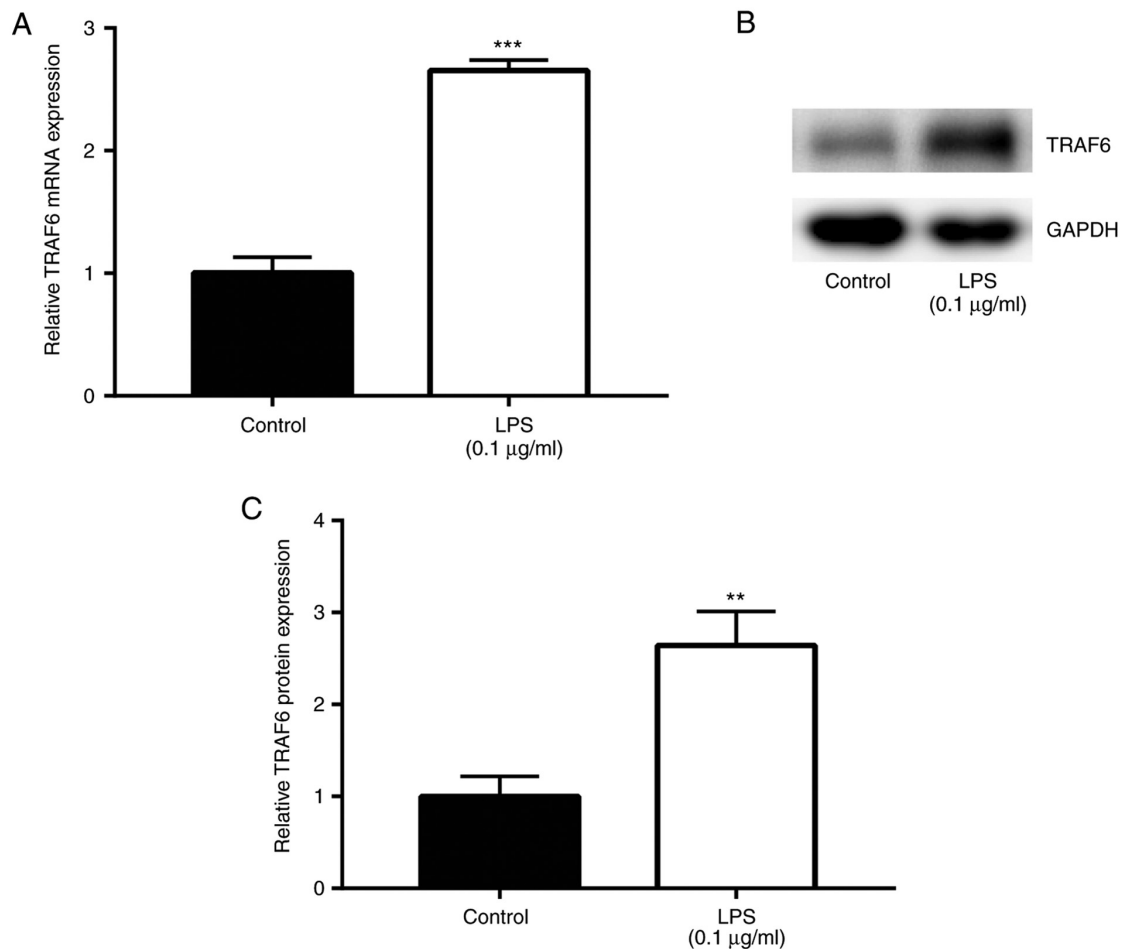 A
Relative TRAF6 mRNA expression
3
2
1
0
***
Control
LPS
(0.1 µg/ml)
B
TRAF6
GAPDH
Control
LPS
(0.1 µg/ml)
C
Relative TRAF6 protein expression
4
3
2
1
0
**
Control
LPS
(0.1 µg/ml)